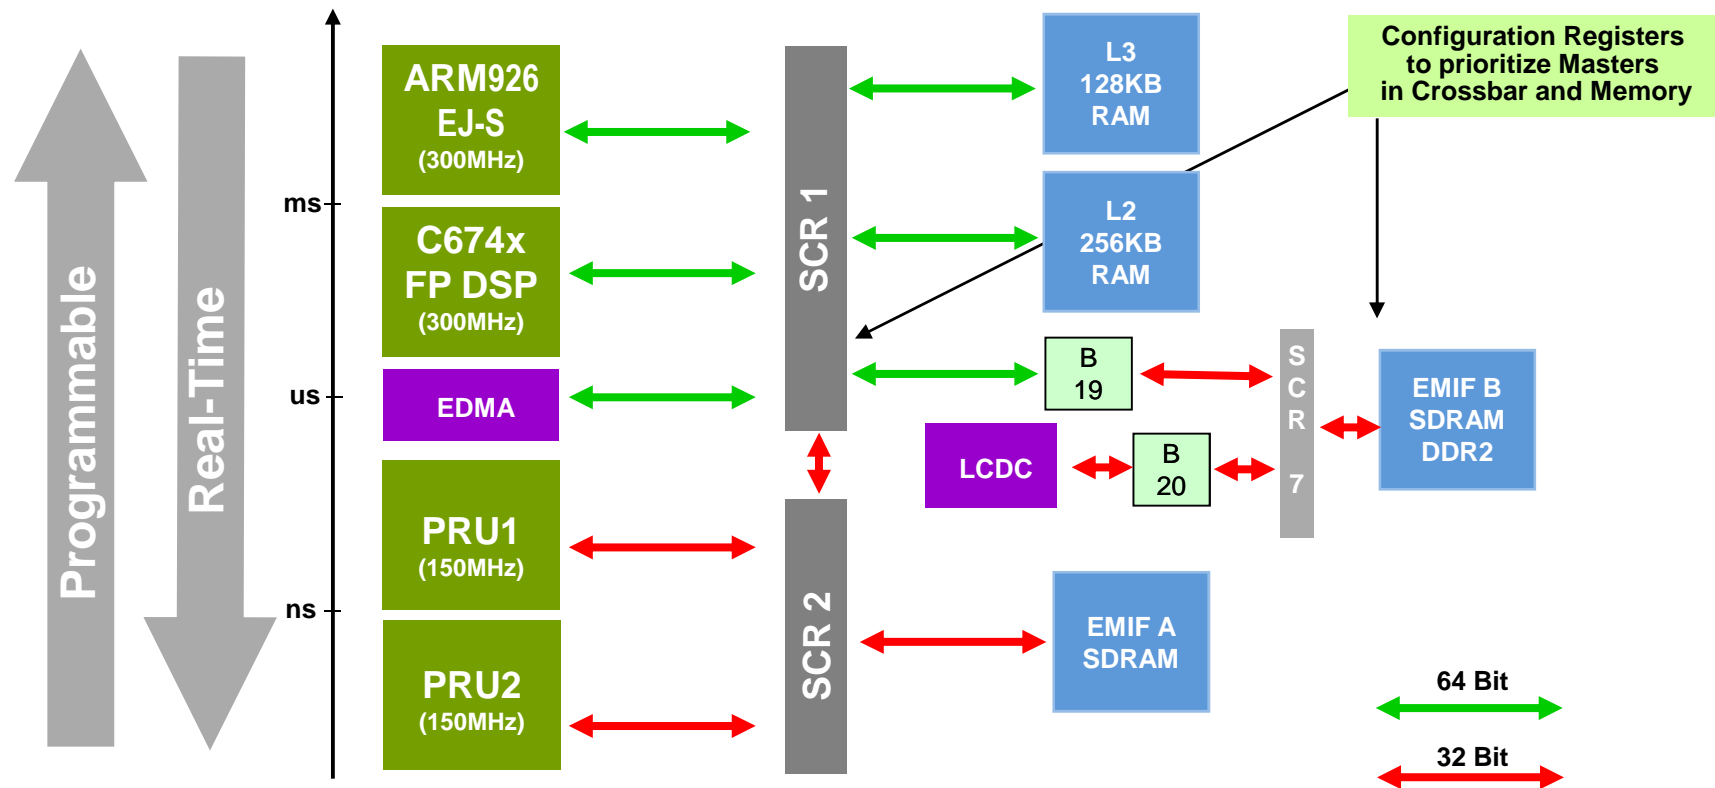 Programmable
Real-Time
ms
us
ns
ARM926
EJ-S
(300MHz)
C674x
FP DSP
(300MHz)
EDMA
PRU1
(150MHz)
PRU2
(150MHz)
SCR 1
SCR 2
L3
128KB
RAM
L2
256KB
RAM
B
19
LCDC
B
20
S
C
R
7
EMIF A
SDRAM
Configuration Registers
to prioritize Masters
in Crossbar and Memory
EMIF B
SDRAM
DDR2
64 Bit
32 Bit